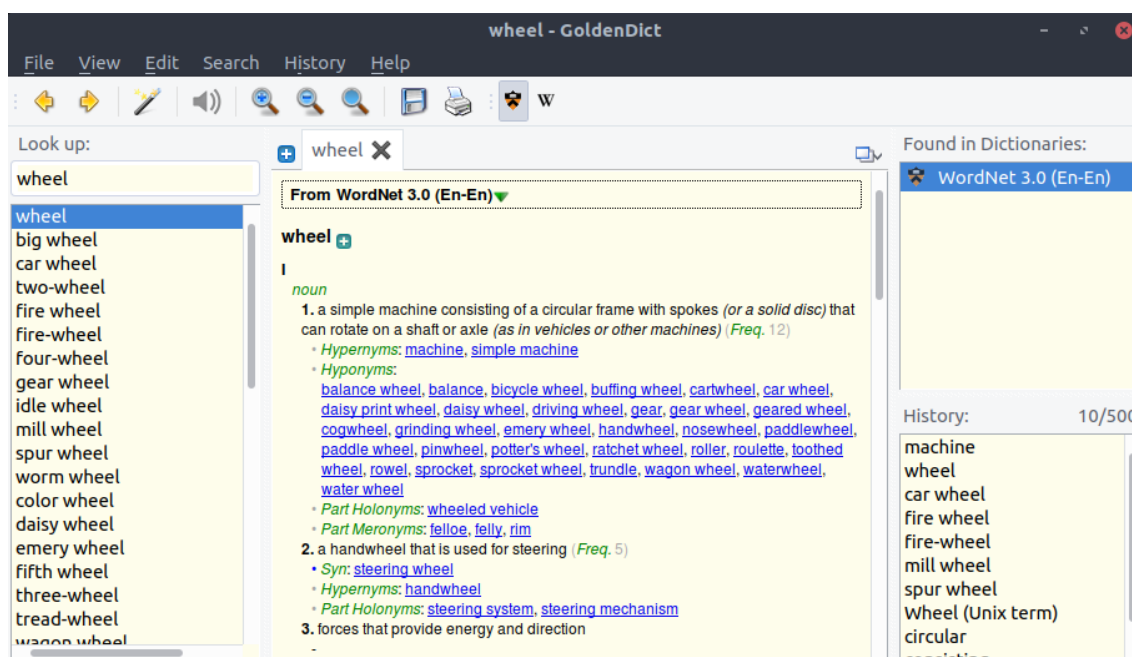 wheel - GoldenDict
File View Edit Search History Help
W
Look up:
wheel
wheel
big wheel
car wheel
two-wheel
fire wheel
fire-wheel
four-wheel
gear wheel
idle wheel
mill wheel
spur wheel
worm wheel
color wheel
daisy wheel
emery wheel
fifth wheel
three-wheel
tread-wheel
wagon wheel
wheel
From WordNet 3.0 (En-En)
wheel
I
noun
1. a simple machine consisting of a circular frame with spokes (or a solid disc) that
can rotate on a shaft or axle (as in vehicles or other machines) (Freq. 12)
• Hypernyms: machine, simple machine
• Hyponyms:
balance wheel, balance, bicycle wheel, buffing wheel, cartwheel, car wheel,
daisy print wheel, daisy wheel, driving wheel, gear, gear wheel, geared wheel,
cogwheel, grinding wheel, emery wheel, handwheel, nosewheel, paddlewheel,
paddle wheel, pinwheel, potter's wheel, ratchet wheel, roller, roulette, toothed
wheel, rowel, sprocket, sprocket wheel, trundle, wagon wheel, waterwheel,
water wheel
• Part Holonyms: wheeled vehicle
• Part Meronyms: felloe, felly, rim
2. a handwheel that is used for steering (Freq. 5)
• Syn: steering wheel
• Hypernyms: handwheel
• Part Holonyms: steering system, steering mechanism
3. forces that provide energy and direction
Found in Dictionaries:
WordNet 3.0 (En-En)
History: 10/500
machine
wheel
car wheel
fire wheel
fire-wheel
mill wheel
spur wheel
Wheel (Unix term)
circular
consisting